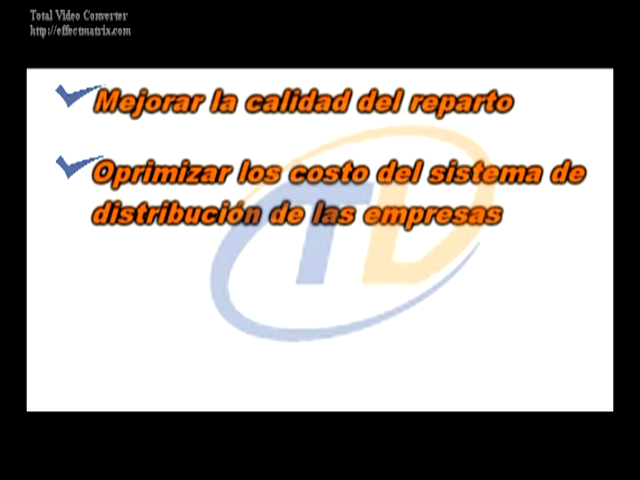 Total Video Converter
http://effectmatrix.com
Mejorar la calidad del reparto
Oprimizar los costo del sistema de
distribución de las empresas
TD